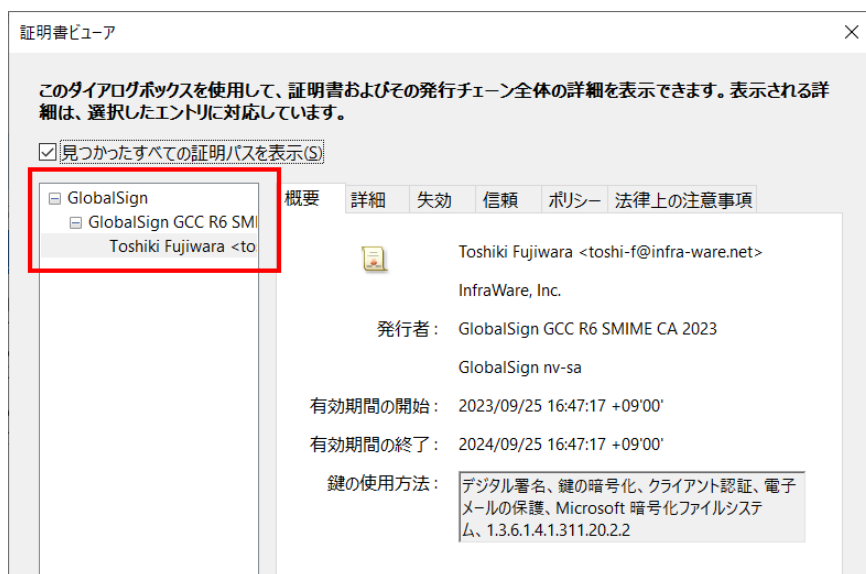 証明書ビューア
このダイアログボックスを使用して、証明書およびその発行チェーン全体の詳細を表示できます。表示される詳
細は、選択したエントリに対応しています。
見つかったすべての証明パスを表示(S)
GlobalSign
GlobalSign GCC R6 SMI
Toshiki Fujiwara <to
概要 詳細 失効 信頼 ポリシー 法律上の注意事項
Toshiki Fujiwara <toshi-f@infra-ware.net>
InfraWare, Inc.
発行者: GlobalSign GCC R6 SMIME CA 2023
GlobalSign nv-sa
有効期間の開始: 2023/09/25 16:47:17 +09'00'
有効期間の終了: 2024/09/25 16:47:17 +09'00'
鍵の使用方法: デジタル署名、鍵の暗号化、クライアント認証、電子
メールの保護、Microsoft 暗号化ファイルシステ
ム、1.3.6.1.4.1.311.20.2.2